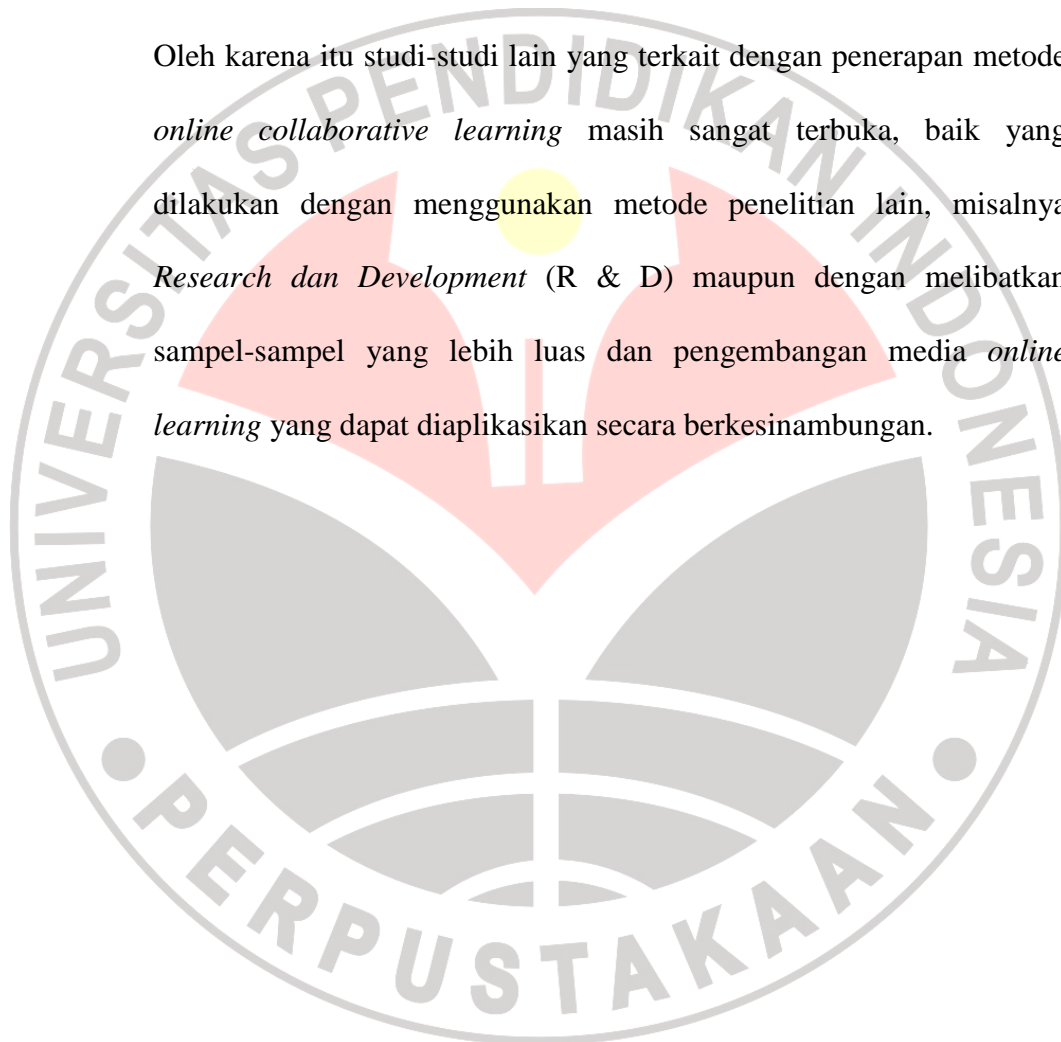 Oleh karena itu studi-studi lain yang terkait dengan penerapan metode
online collaborative learning masih sangat terbuka, baik yang
dilakukan dengan menggunakan metode penelitian lain, misalnya
Research dan Development (R & D) maupun dengan melibatkan
sampel-sampel yang lebih luas dan pengembangan media online
learning yang dapat diaplikasikan secara berkesinambungan.
UNIVERSITAS PENDIDIKAN INDONESIA
PERPUSTAKAAN